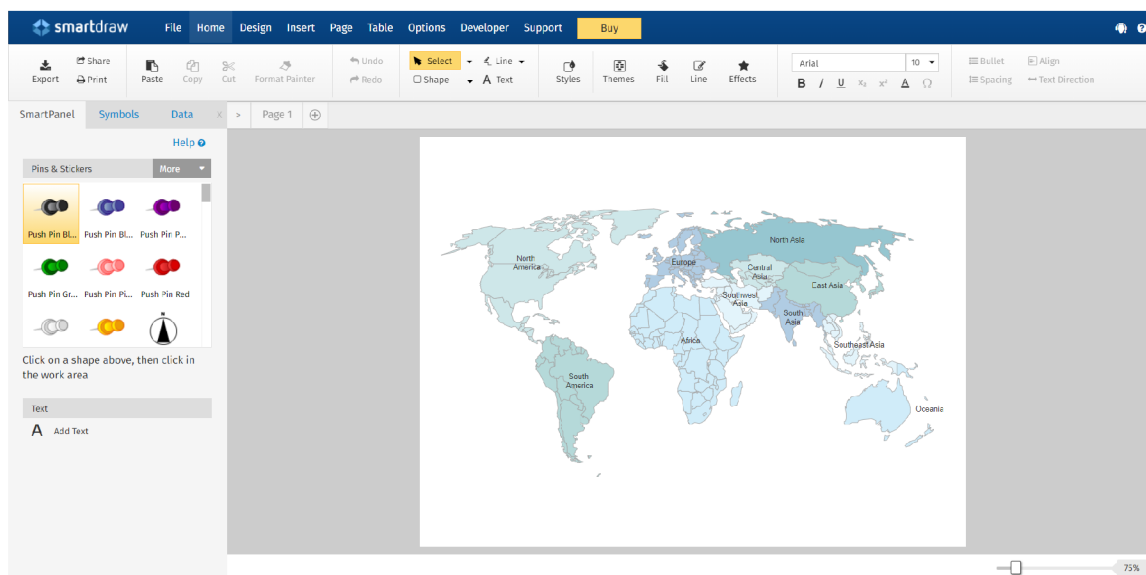 smartdraw File Home Design Insert Page Table Options Developer Support Buy
Share Undo Select Line Arial 10 Bullet Align
Export Print Paste Copy Cut Format Painter Redo Shape A Text Styles Themes Fill Line Effects B I U X₂ X² A Ω Spacing Text Direction
SmartPanel Symbols Data X > Page 1
Help ?
Pins & Stickers More
Push Pin Bl... Push Pin Bl... Push Pin P...
Push Pin Gr... Push Pin Pi... Push Pin Red
N
Click on a shape above, then click in
the work area
Text
A Add Text
North Asia
North
America
Europe
Central
Asia
East Asia
Southwest
Asia
South
Asia
Africa
Southeast Asia
South
America
Oceania
75%